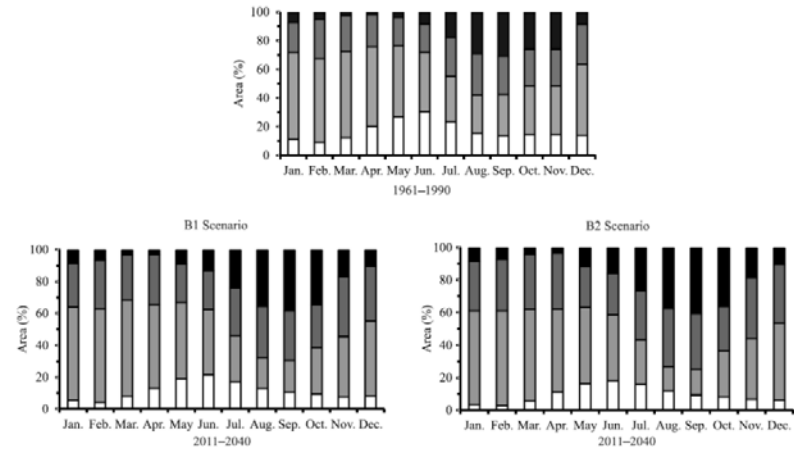 100
80
60
40
20
0
Area (%)
Jan. Feb. Mar. Apr. May Jun. Jul. Aug. Sep. Oct. Nov. Dec.
1961–1990
B1 Scenario
100
80
60
40
20
0
Area (%)
Jan. Feb. Mar. Apr. May Jun. Jul. Aug. Sep. Oct. Nov. Dec.
2011–2040
B2 Scenario
100
80
60
40
20
0
Area (%)
Jan. Feb. Mar. Apr. May Jun. Jul. Aug. Sep. Oct. Nov. Dec.
2011–2040